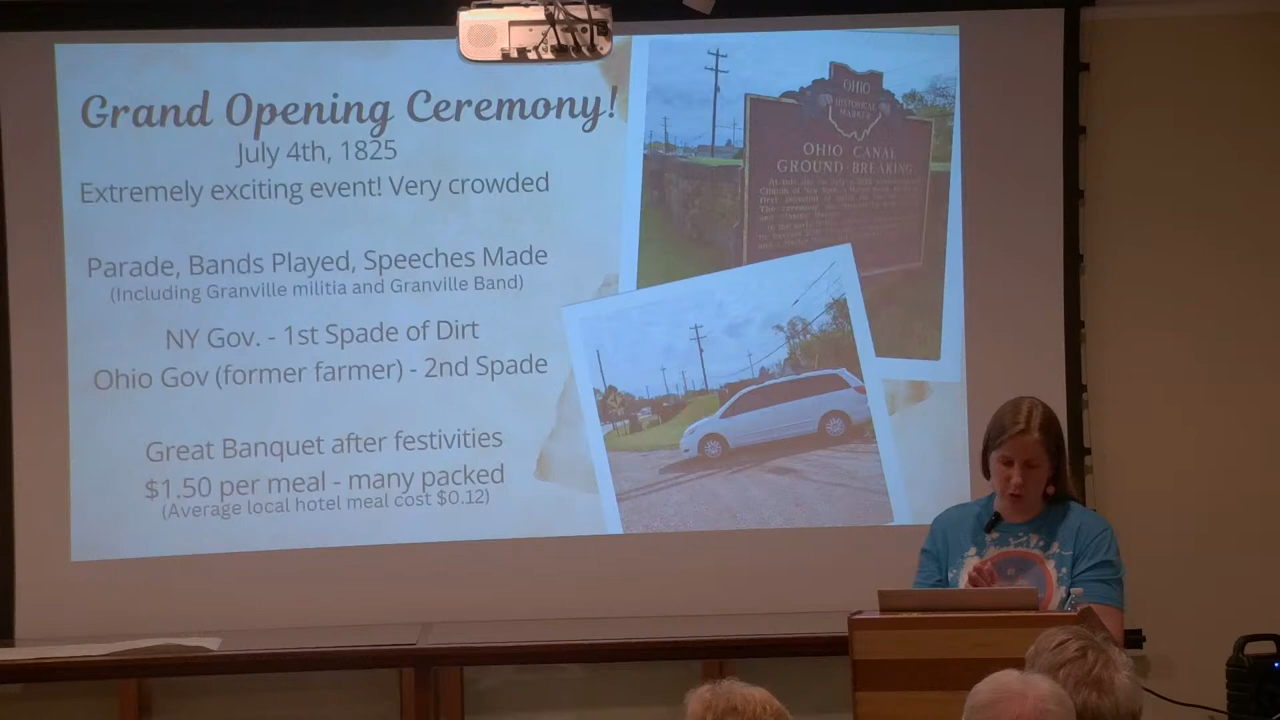 Grand Opening Ceremony!
July 4th, 1825
Extremely exciting event! Very crowded
Parade, Bands Played, Speeches Made
(Including Granville militia and Granville Band)
NY Gov. - 1st Spade of Dirt
Ohio Gov (former farmer) - 2nd Spade
Great Banquet after festivities
$1.50 per meal - many packed
(Average local hotel meal cost $0.12)
OHIO
HISTORICAL
MARKER
OHIO CANAL
GROUND-BREAKING